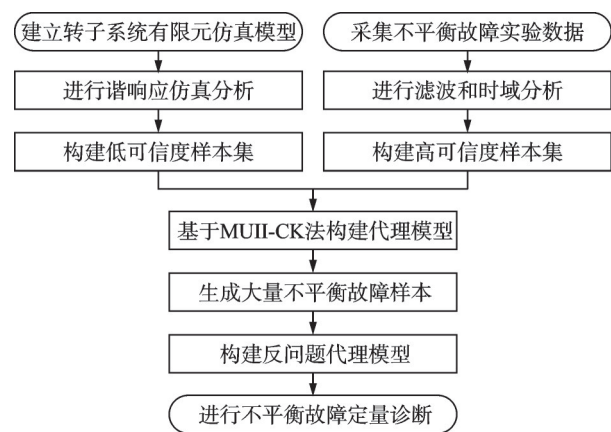 建立转子系统有限元仿真模型
采集不平衡故障实验数据
进行谐响应仿真分析
进行滤波和时域分析
构建低可信度样本集
构建高可信度样本集
基于MUII-CK法构建代理模型
生成大量不平衡故障样本
构建反问题代理模型
进行不平衡故障定量诊断